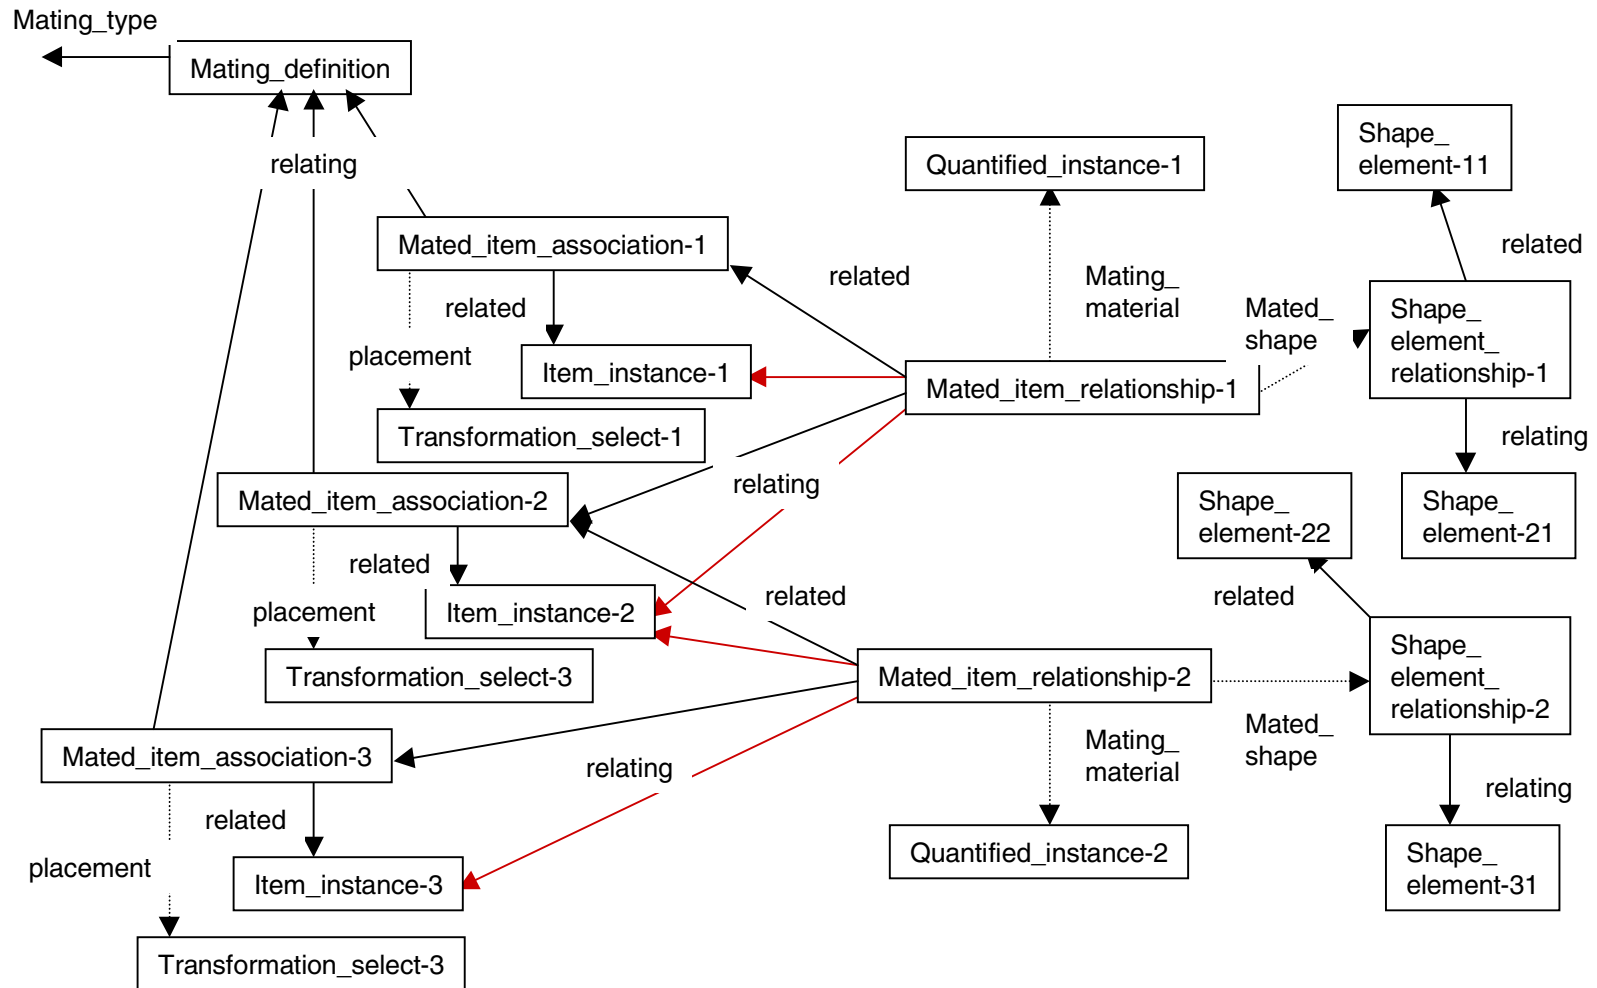 Mating_type
Mating_definition
relating
Quantified_instance-1
Shape_
element-11
Mated_item_association-1
related
related
related
Mating_
material
Mated_
shape
Shape_
element_
relationship-1
placement
Item_instance-1
Mated_item_relationship-1
Transformation_select-1
relating
relating
Mated_item_association-2
Shape_
element-22
Shape_
element-21
related
related
related
placement
Item_instance-2
Transformation_select-3
Mated_item_relationship-2
Shape_
element_
relationship-2
Mated_item_association-3
relating
Mating_
material
Mated_
shape
relating
related
placement
Item_instance-3
Quantified_instance-2
Shape_
element-31
Transformation_select-3